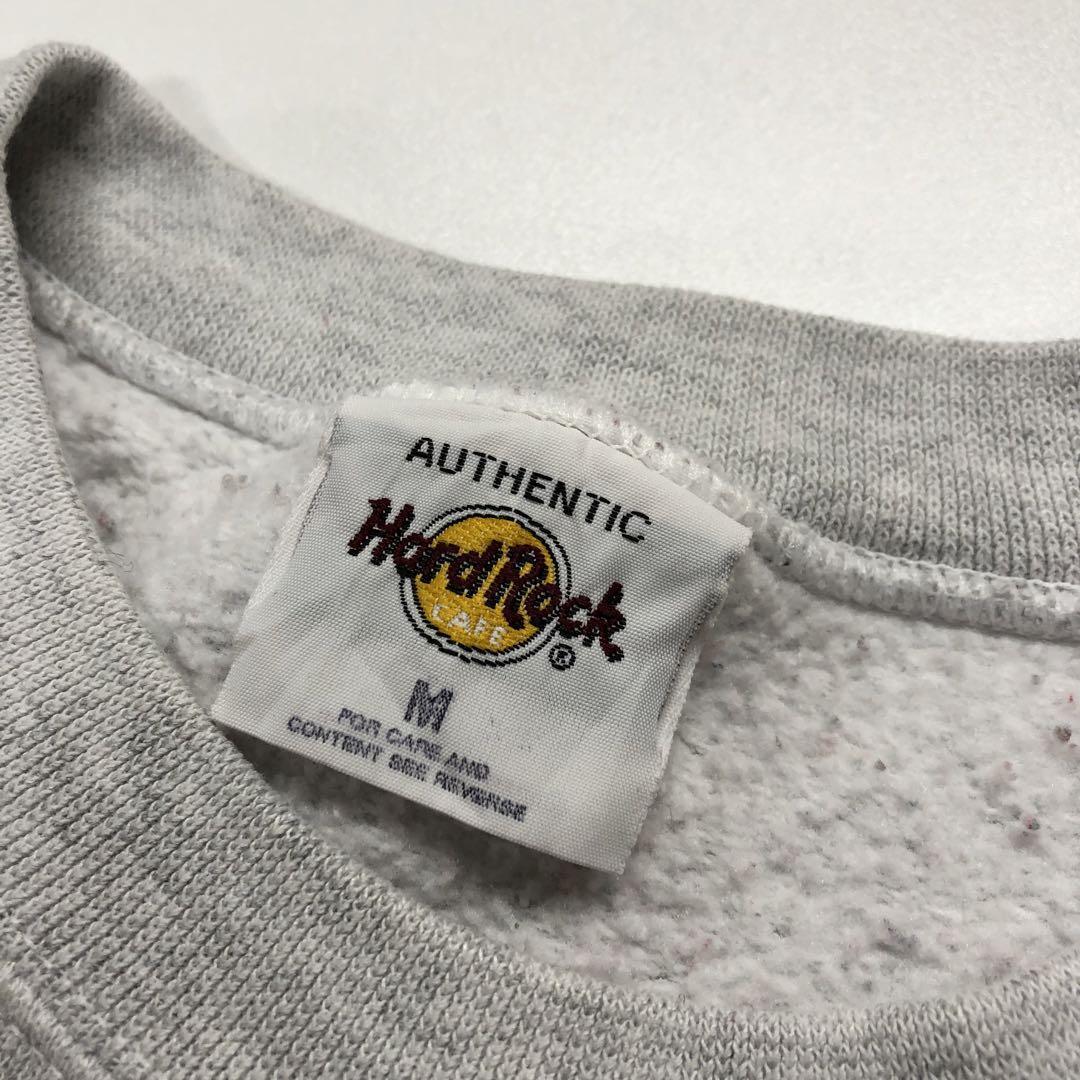 AUTHENTIC
Hard Rock
CAFE
®
M
FOR CARE AND
CONTENT SEE REVERSE